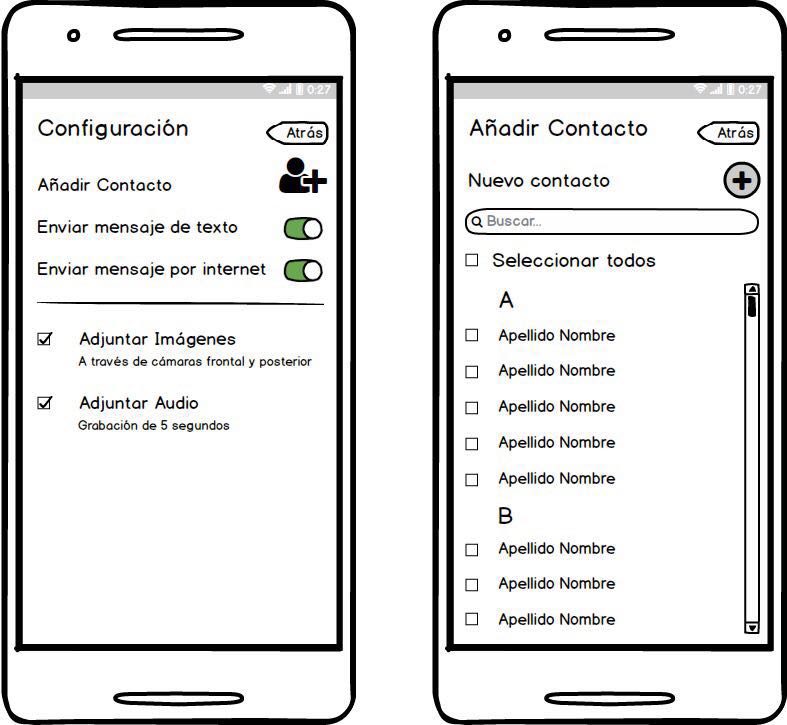 0:27
Configuración
Atrás
Añadir Contacto
Enviar mensaje de texto
Enviar mensaje por internet
Adjuntar Imágenes
A través de cámaras frontal y posterior
Adjuntar Audio
Grabación de 5 segundos
0:27
Añadir Contacto
Atrás
Nuevo contacto
Buscar...
Seleccionar todos
A
Apellido Nombre
Apellido Nombre
Apellido Nombre
Apellido Nombre
Apellido Nombre
B
Apellido Nombre
Apellido Nombre
Apellido Nombre